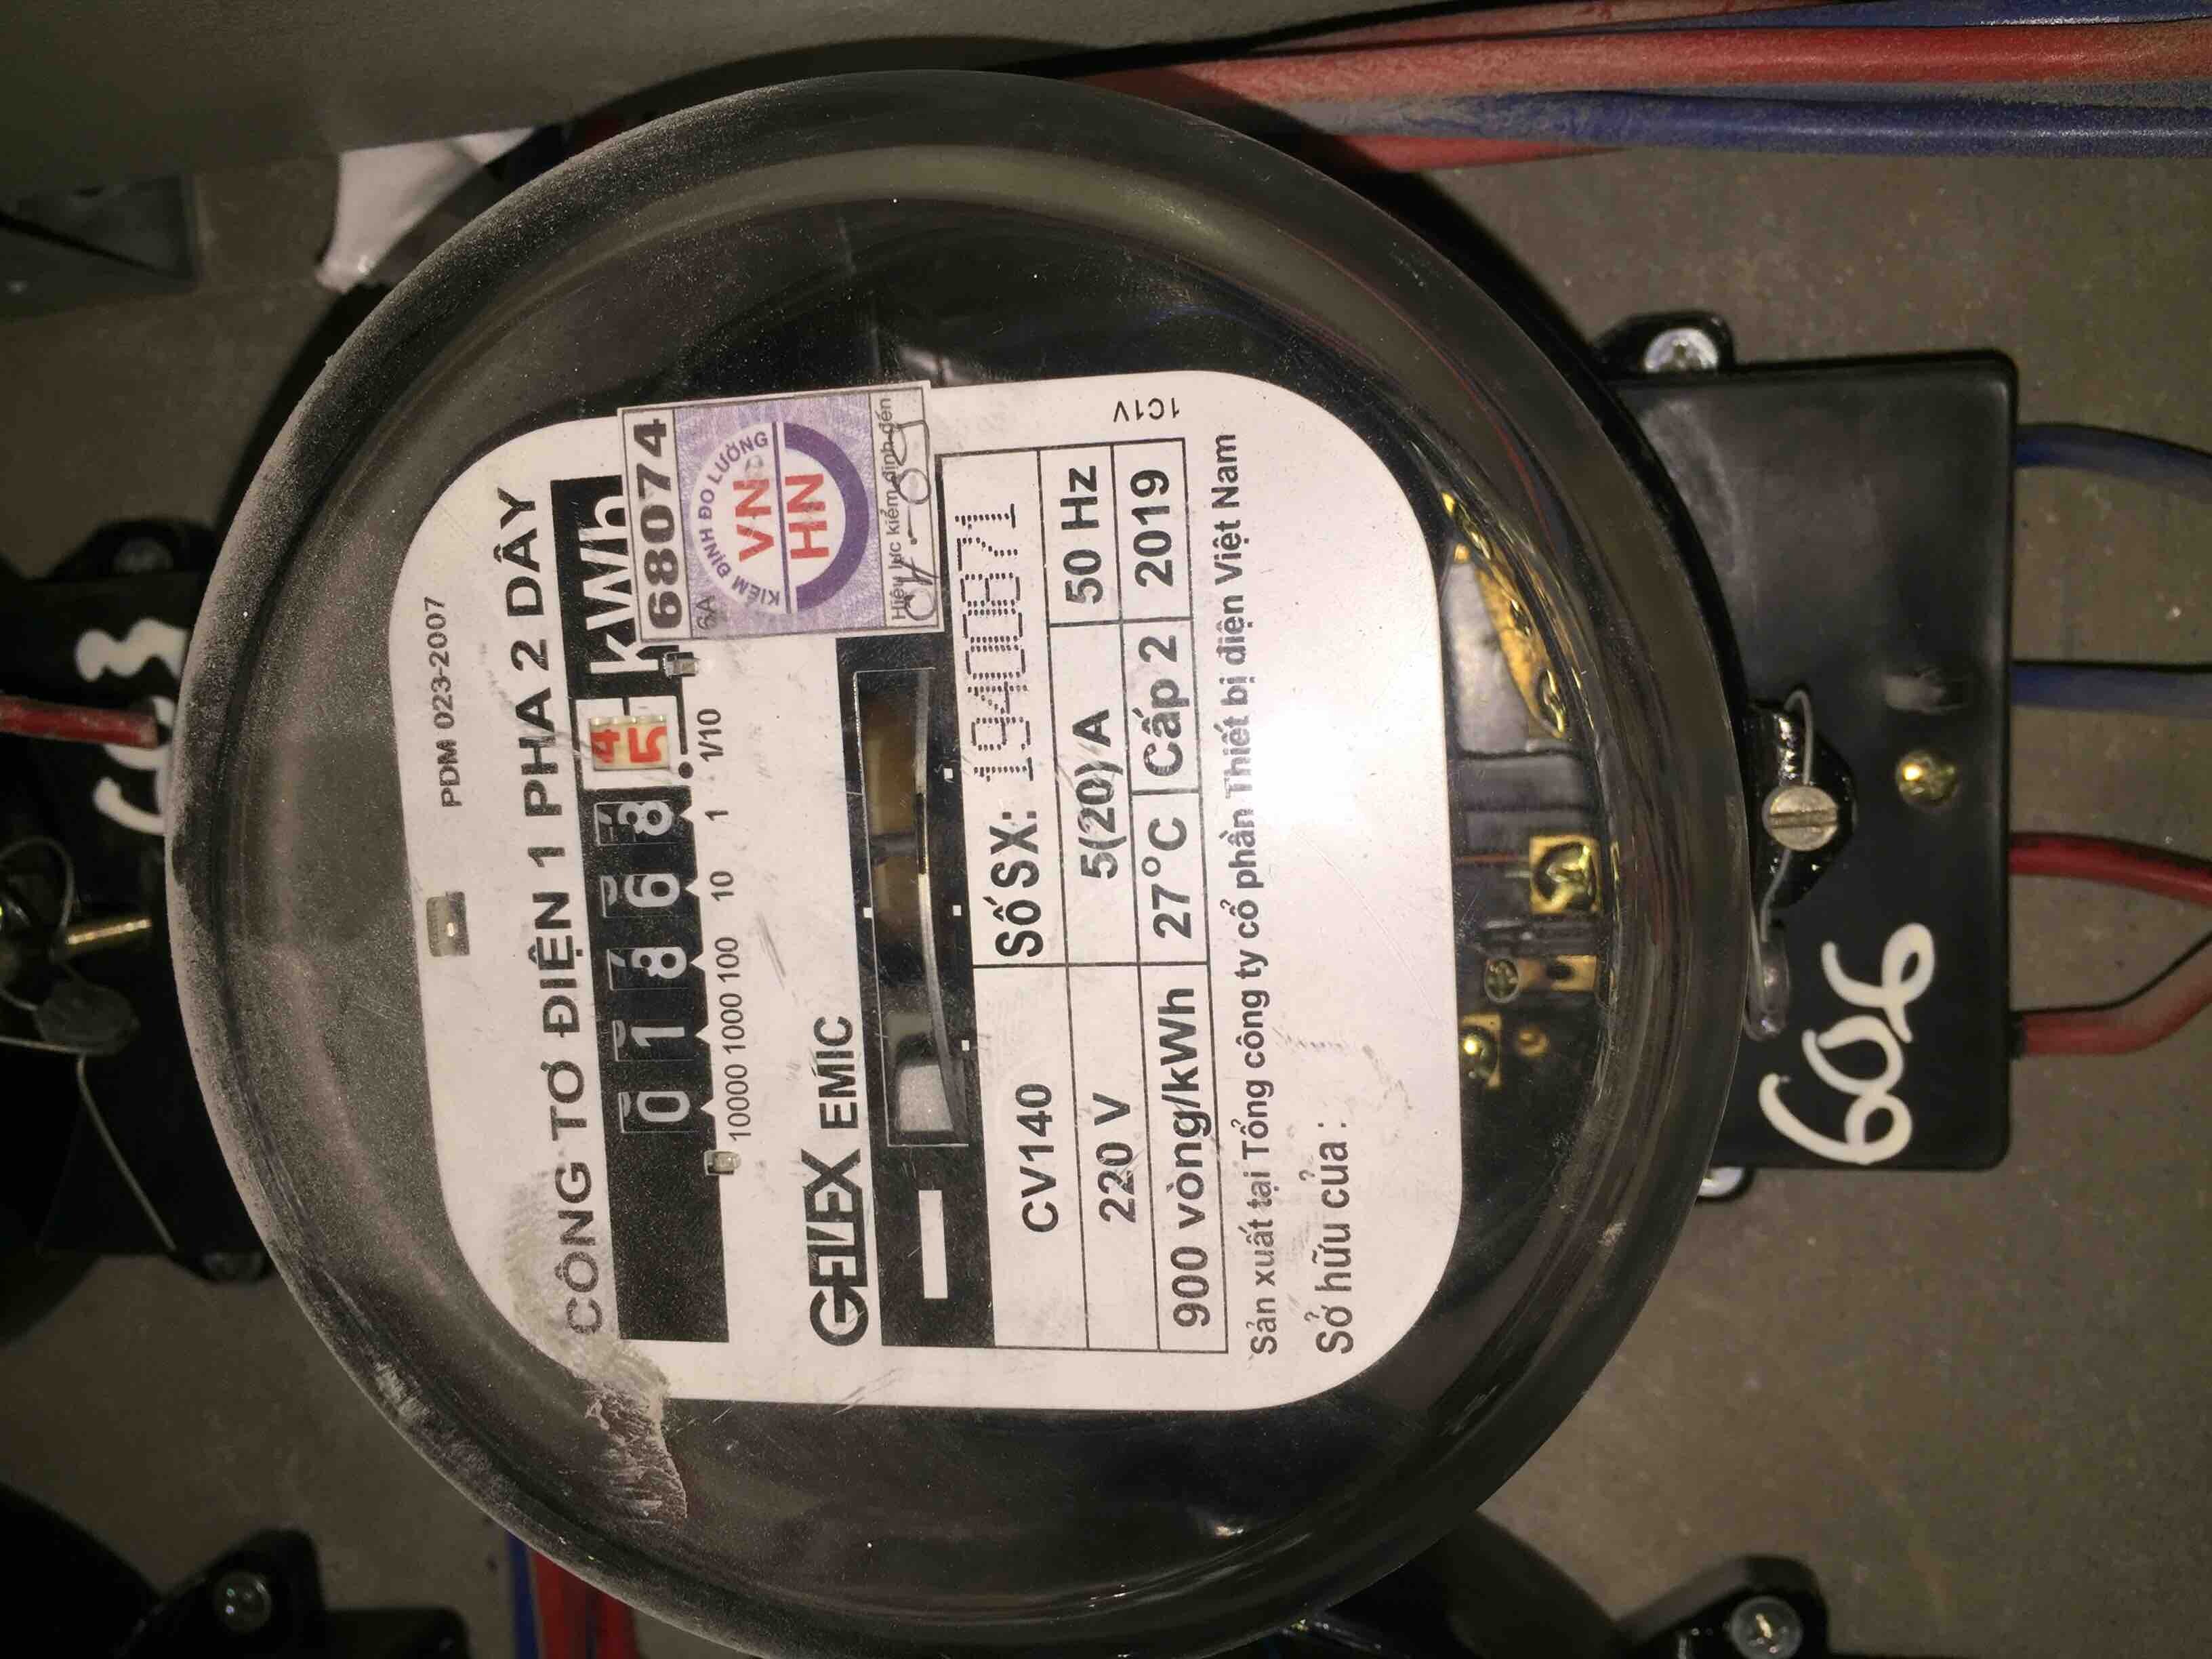 PDM 023-2007
CÔNG TƠ ĐIỆN 1 PHA 2 DÂY
0 1 8 6 8 4 5 kWh
10000 1000 100 10 1 1/10
68074
6A
KIỂM ĐỊNH ĐO LƯỜNG
VN
HN
Hiệu lực kiểm định đến
GELEX EMIC
CV140 Số SX: 19400871
220 V 5(20) A 50 Hz
900 vòng/kWh 27°C Cấp 2 2019
1C1V
Sản xuất tại Tổng công ty cổ phần Thiết bị điện Việt Nam
Sở hữu của :
606